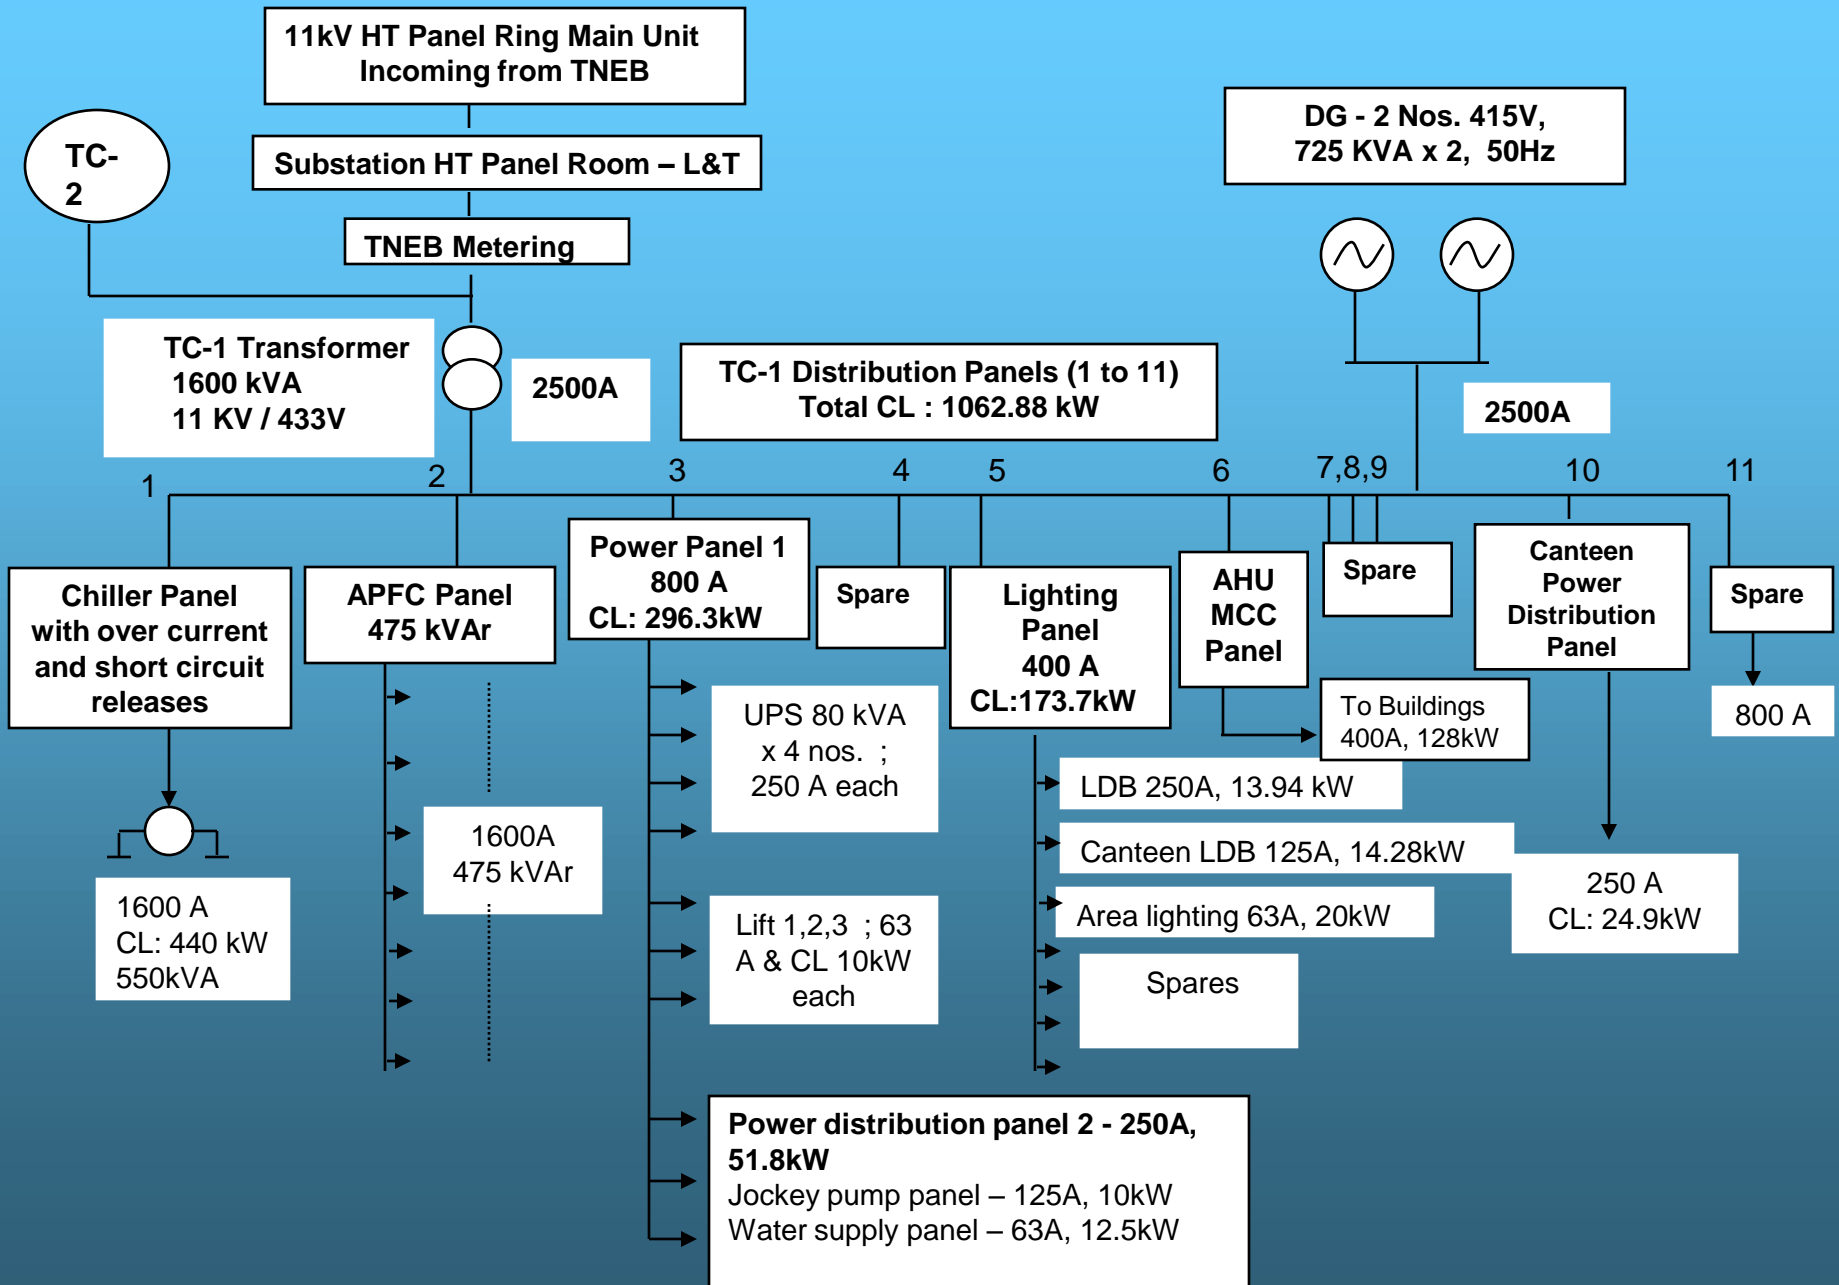 11kV HT Panel Ring Main Unit
Incoming from TNEB
TC-
2
Substation HT Panel Room – L&T
TNEB Metering
DG - 2 Nos. 415V,
725 KVA x 2, 50Hz
TC-1 Transformer
1600 kVA
11 KV / 433V
2500A
TC-1 Distribution Panels (1 to 11)
Total CL : 1062.88 kW
2500A
1
2
3
4
5
6
7,8,9
10
11
Chiller Panel
with over current
and short circuit
releases
APFC Panel
475 kVAr
Power Panel 1
800 A
CL: 296.3kW
Spare
Lighting
Panel
400 A
CL:173.7kW
AHU
MCC
Panel
Spare
Canteen
Power
Distribution
Panel
Spare
1600 A
CL: 440 kW
550kVA
1600A
475 kVAr
UPS 80 kVA
x 4 nos. ;
250 A each
Lift 1,2,3 ; 63
A & CL 10kW
each
Power distribution panel 2 - 250A,
51.8kW
Jockey pump panel – 125A, 10kW
Water supply panel – 63A, 12.5kW
To Buildings
400A, 128kW
LDB 250A, 13.94 kW
Canteen LDB 125A, 14.28kW
Area lighting 63A, 20kW
Spares
250 A
CL: 24.9kW
800 A